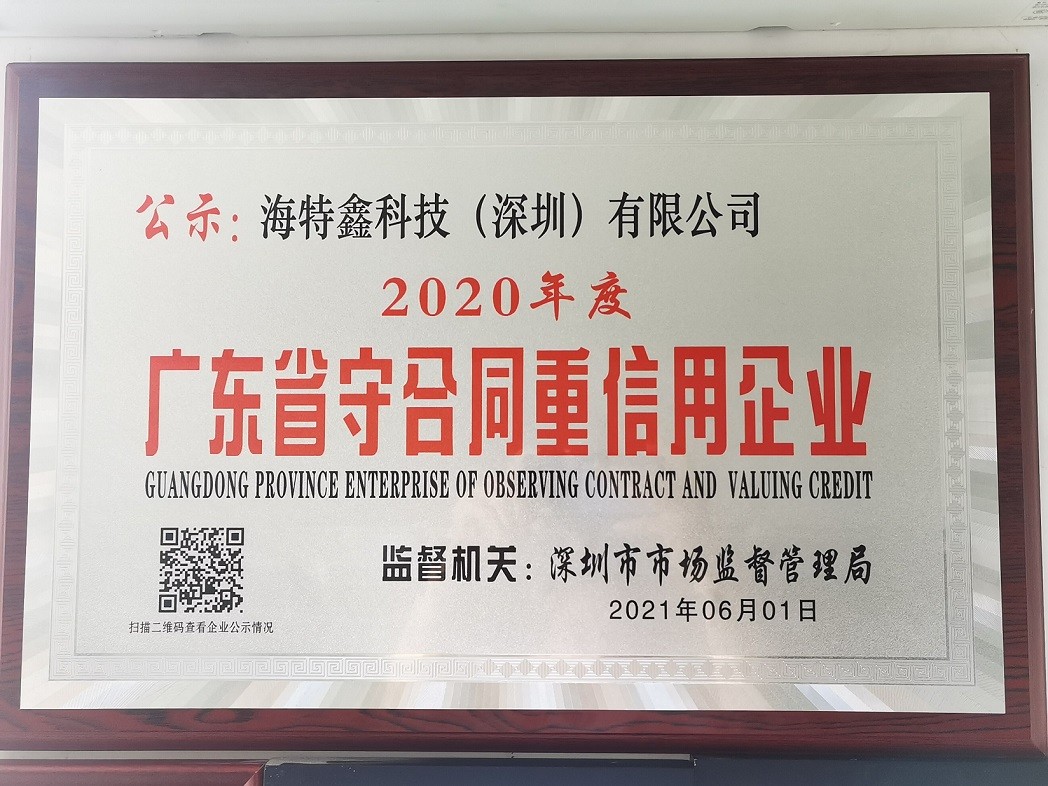 公示：海特鑫科技（深圳）有限公司
2020年度
广东省守合同重信用企业
GUANGDONG PROVINCE ENTERPRISE OF OBSERVING CONTRACT AND VALUING CREDIT
监督机关：深圳市市场监督管理局
2021年06月01日
扫描二维码查看企业公示情况